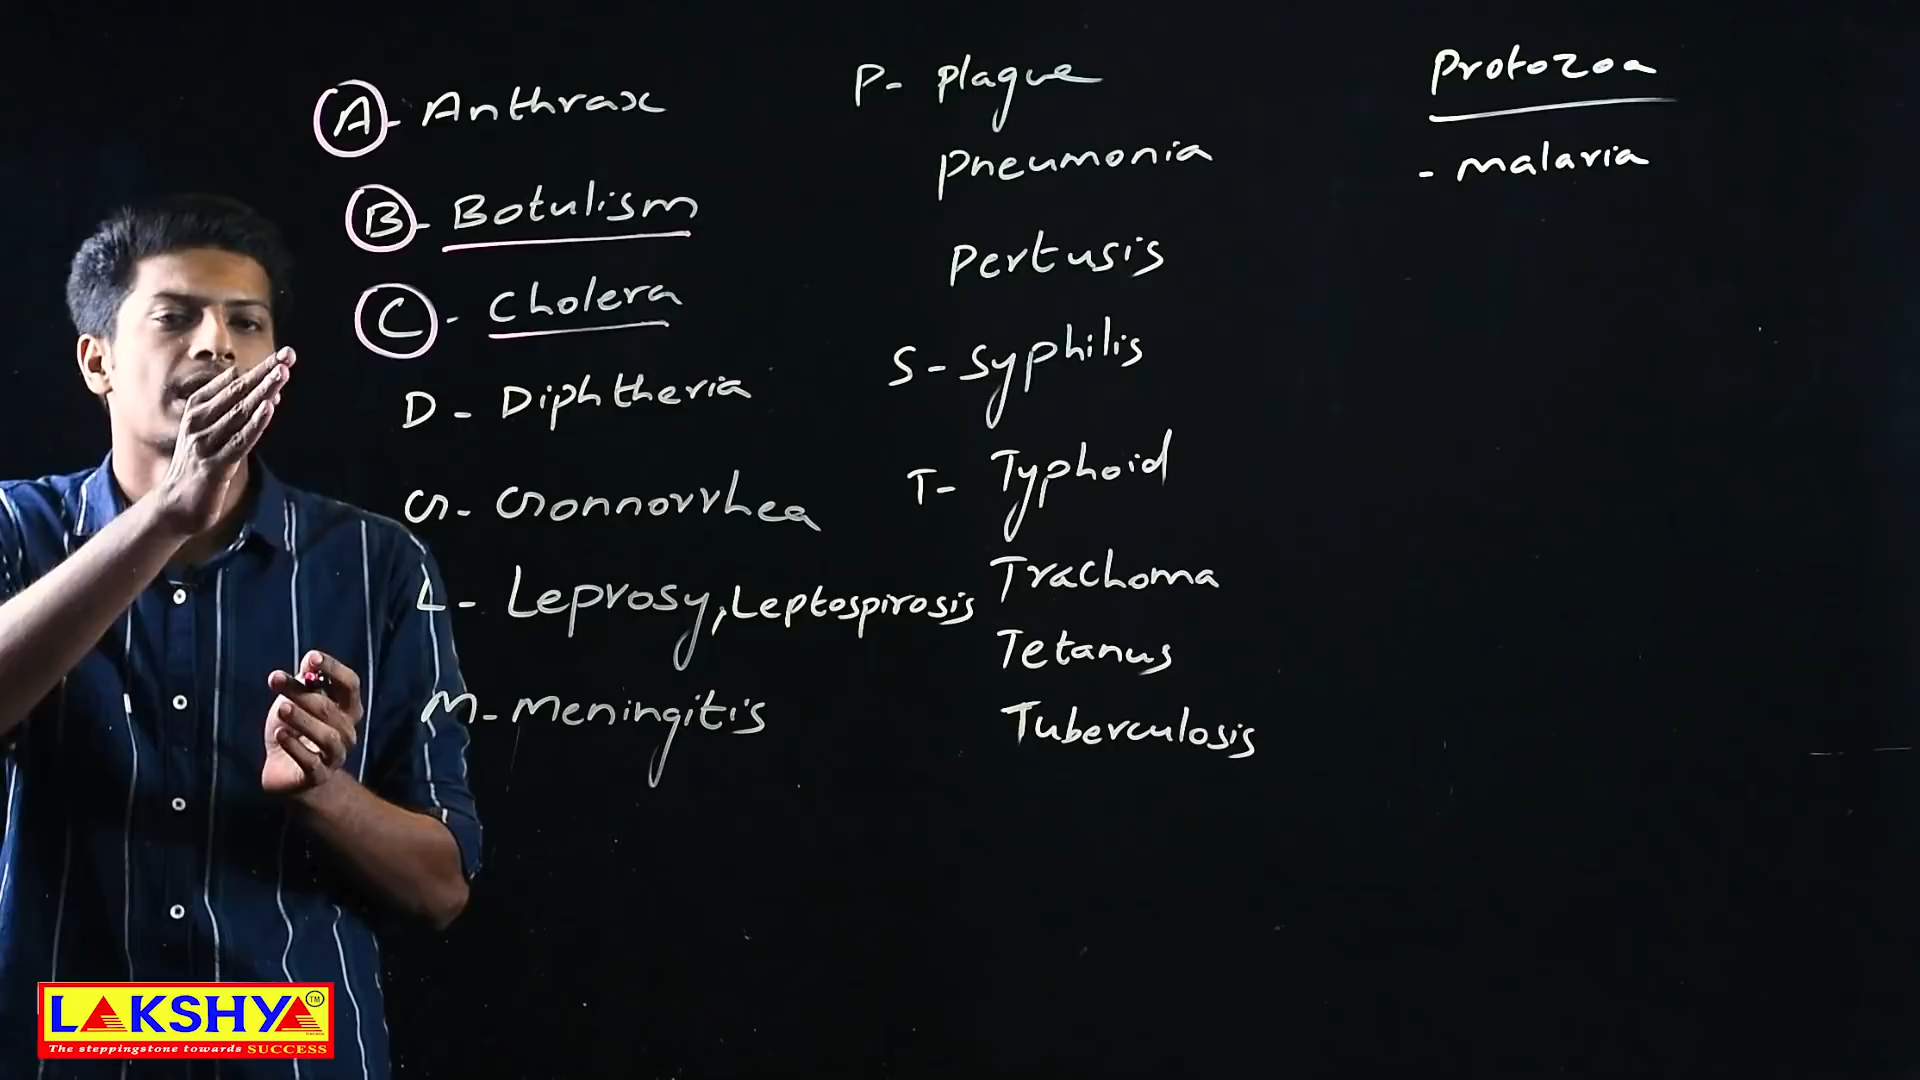 A- Anthrax
B- Botulism
C- Cholera
D- Diphtheria
G- Gonnorrhea
L- Leprosy, Leptospirosis
M- Meningitis
P- Plague
Pneumonia
Pertusis
S- Syphilis
T- Typhoid
Trachoma
Tetanus
Tuberculosis
Protozoa
- malaria
LAKSHYA TM
The steppingstone towards SUCCESS